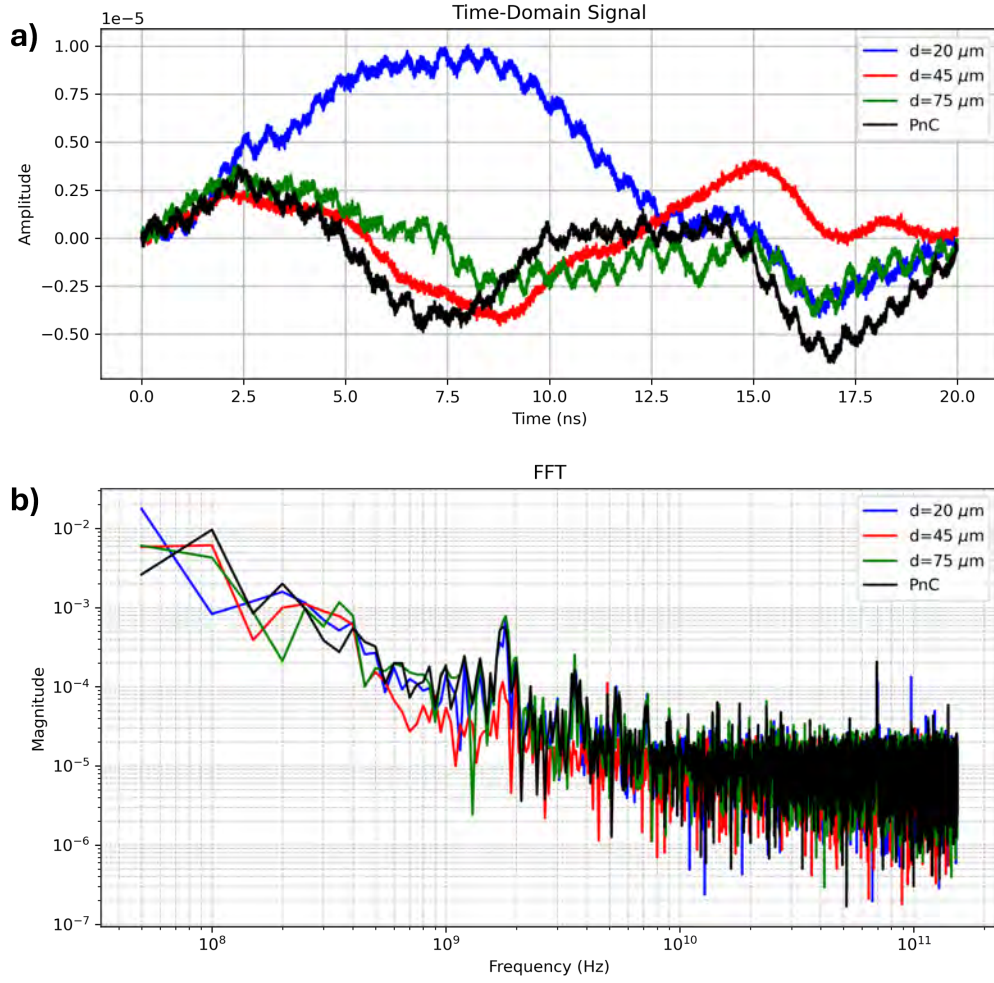 a)
Time-Domain Signal
1e−5
1.00
0.75
0.50
0.25
0.00
−0.25
−0.50
Amplitude
d=20 μm
d=45 μm
d=75 μm
PnC
0.0 2.5 5.0 7.5 10.0 12.5 15.0 17.5 20.0
Time (ns)
b)
FFT
10⁻²
10⁻³
10⁻⁴
10⁻⁵
10⁻⁶
10⁻⁷
Magnitude
d=20 μm
d=45 μm
d=75 μm
PnC
10⁸ 10⁹ 10¹⁰ 10¹¹
Frequency (Hz)